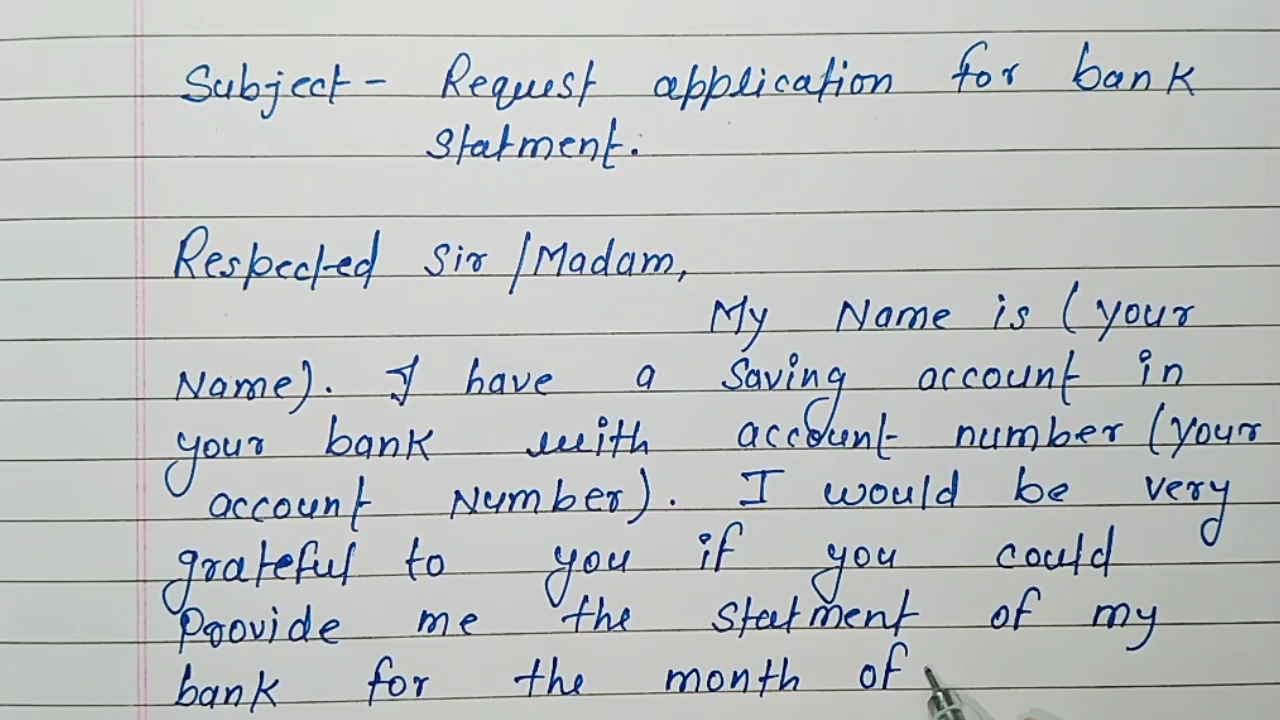 Subject - Request application for bank
statment.
Respected Sir/Madam,
My Name is (your
Name). I have a Saving account in
your bank with account number (your
account Number). I would be very
grateful to you if you could
Provide me the statment of my
bank for the month of